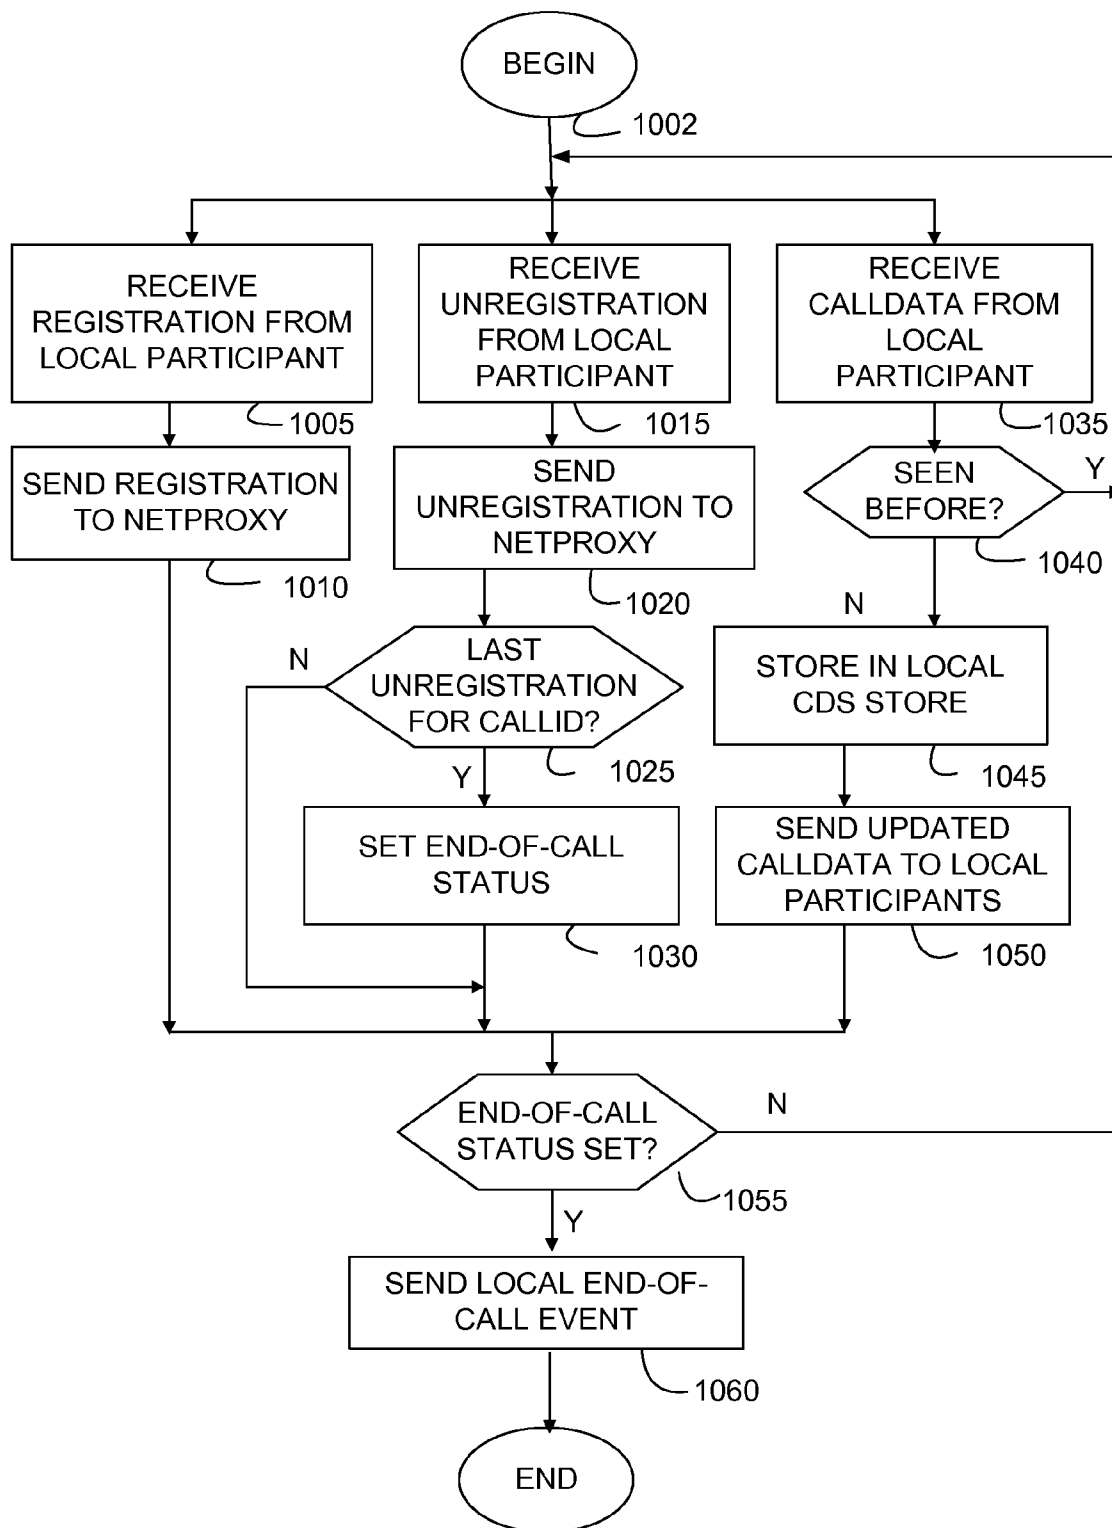 BEGIN
1002
RECEIVE
REGISTRATION FROM
LOCAL PARTICIPANT
1005
RECEIVE
UNREGISTRATION
FROM LOCAL
PARTICIPANT
1015
RECEIVE
CALLDATA FROM
LOCAL
PARTICIPANT
1035
SEND REGISTRATION
TO NETPROXY
1010
SEND
UNREGISTRATION TO
NETPROXY
1020
SEEN
BEFORE?
Y
1040
N
LAST
UNREGISTRATION
FOR CALLID?
N
1025
Y
STORE IN LOCAL
CDS STORE
1045
SET END-OF-CALL
STATUS
1030
SEND UPDATED
CALLDATA TO LOCAL
PARTICIPANTS
1050
END-OF-CALL
STATUS SET?
N
1055
Y
SEND LOCAL END-OF-
CALL EVENT
1060
END